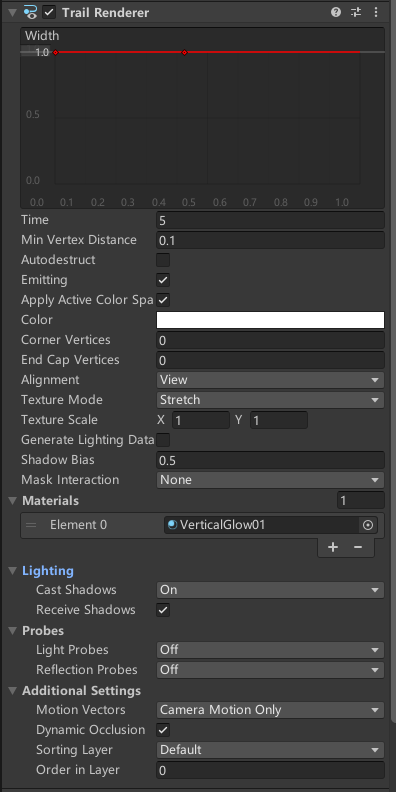 Trail Renderer
Width
1.0
0.5
0.0
0.0 0.1 0.2 0.3 0.4 0.5 0.6 0.7 0.8 0.9 1.0
Time 5
Min Vertex Distance 0.1
Autodestruct
Emitting
Apply Active Color Spa
Color
Corner Vertices 0
End Cap Vertices 0
Alignment View
Texture Mode Stretch
Texture Scale X 1 Y 1
Generate Lighting Data
Shadow Bias 0.5
Mask Interaction None
Materials 1
Element 0 VerticalGlow01
+ -
Lighting
Cast Shadows On
Receive Shadows
Probes
Light Probes Off
Reflection Probes Off
Additional Settings
Motion Vectors Camera Motion Only
Dynamic Occlusion
Sorting Layer Default
Order in Layer 0